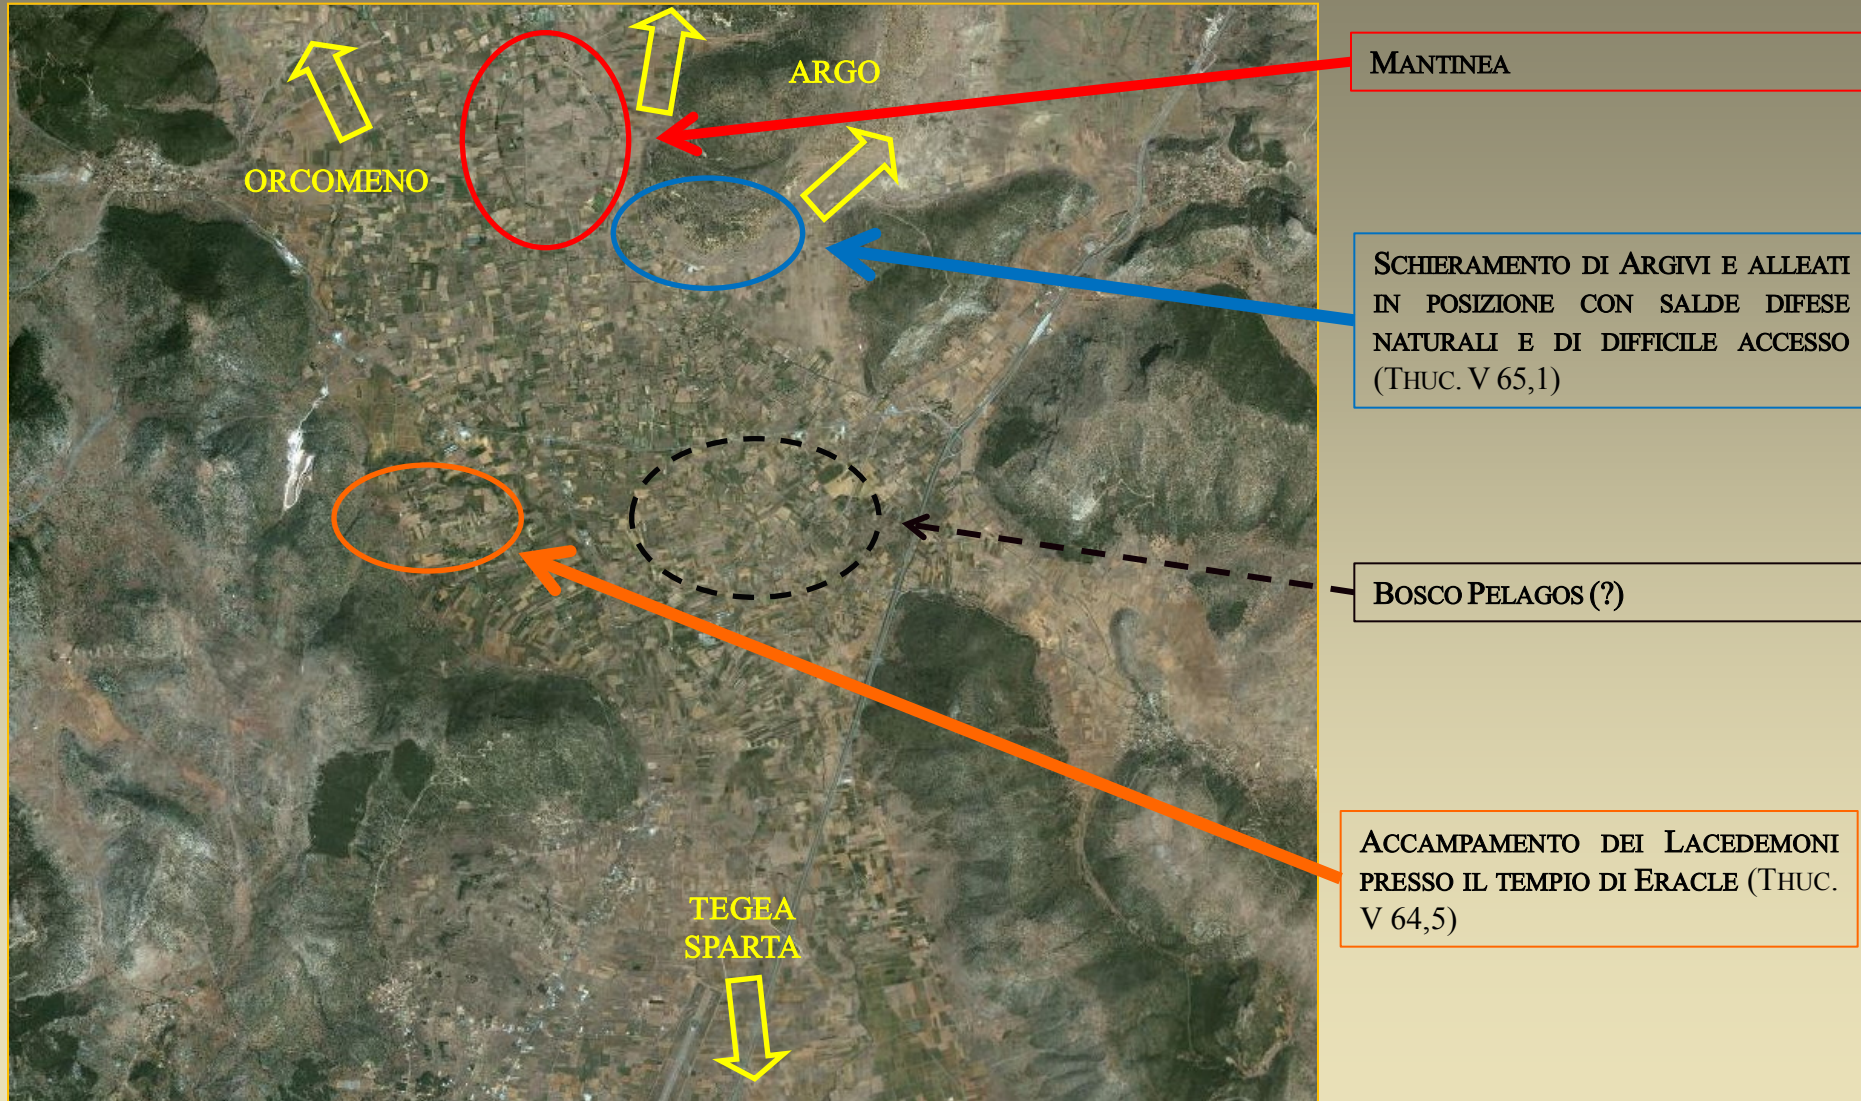 ARGO
ORCOMENO
TEGEA
SPARTA
MANTINEA
SCHIERAMENTO DI ARGIVI E ALLEATI
IN POSIZIONE CON SALDE DIFESE
NATURALI E DI DIFFICILE ACCESSO
(THUC. V 65,1)
BOSCO PELAGOS (?)
ACCAMPAMENTO DEI LACEDEMONI
PRESSO IL TEMPIO DI ERACLE (THUC.
V 64,5)